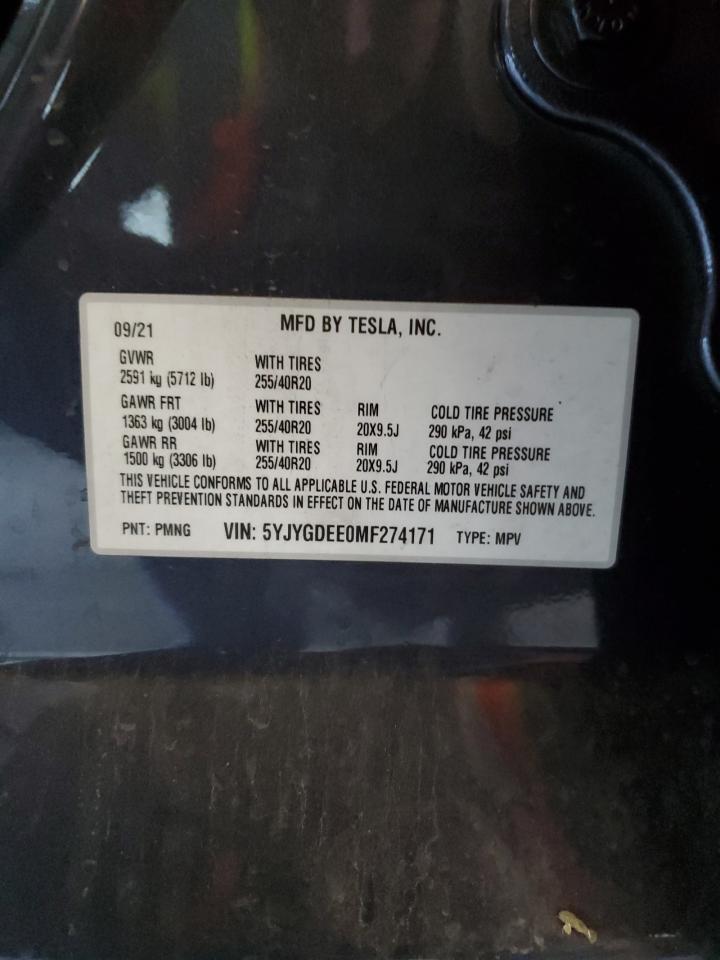 09/21 MFD BY TESLA, INC.
GVWR WITH TIRES
2591 kg (5712 lb) 255/40R20
GAWR FRT WITH TIRES RIM COLD TIRE PRESSURE
1363 kg (3004 lb) 255/40R20 20X9.5J 290 kPa, 42 psi
GAWR RR WITH TIRES RIM COLD TIRE PRESSURE
1500 kg (3306 lb) 255/40R20 20X9.5J 290 kPa, 42 psi
THIS VEHICLE CONFORMS TO ALL APPLICABLE U.S. FEDERAL MOTOR VEHICLE SAFETY AND
THEFT PREVENTION STANDARDS IN EFFECT ON THE DATE OF MANUFACTURE SHOWN ABOVE.
PNT: PMNG VIN: 5YJYGDEE0MF274171 TYPE: MPV